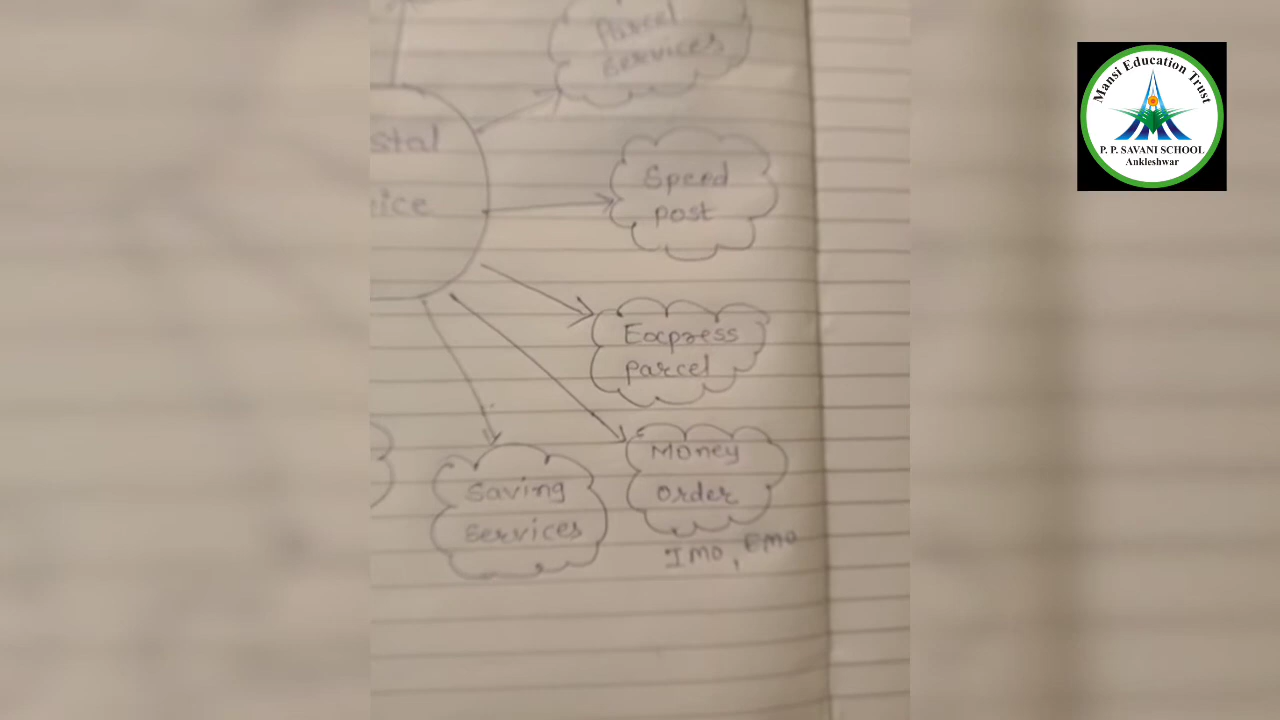 Parcel
services
stal
vice
Speed
post
Express
parcel
Money
order
IMO, EMO
Saving
services
Mansi Education Trust
P. P. SAVANI SCHOOL
Ankleshwar